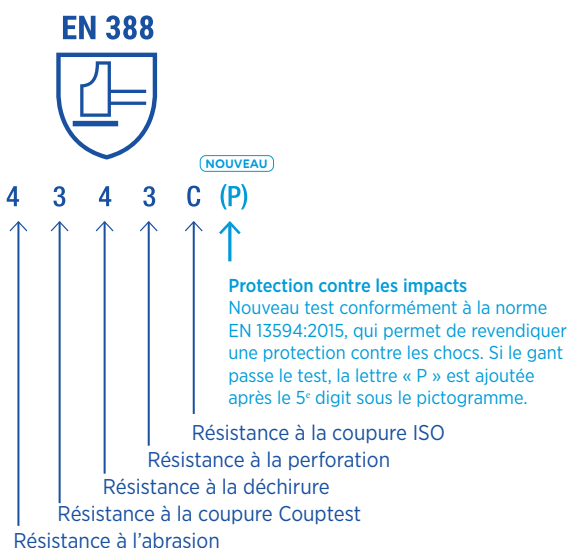 EN 388
NOUVEAU
4 3 4 3 C (P)
Protection contre les impacts
Nouveau test conformément à la norme
EN 13594:2015, qui permet de revendiquer
une protection contre les chocs. Si le gant
passe le test, la lettre « P » est ajoutée
après le 5e digit sous le pictogramme.
Résistance à la coupure ISO
Résistance à la perforation
Résistance à la déchirure
Résistance à la coupure Couptest
Résistance à l’abrasion